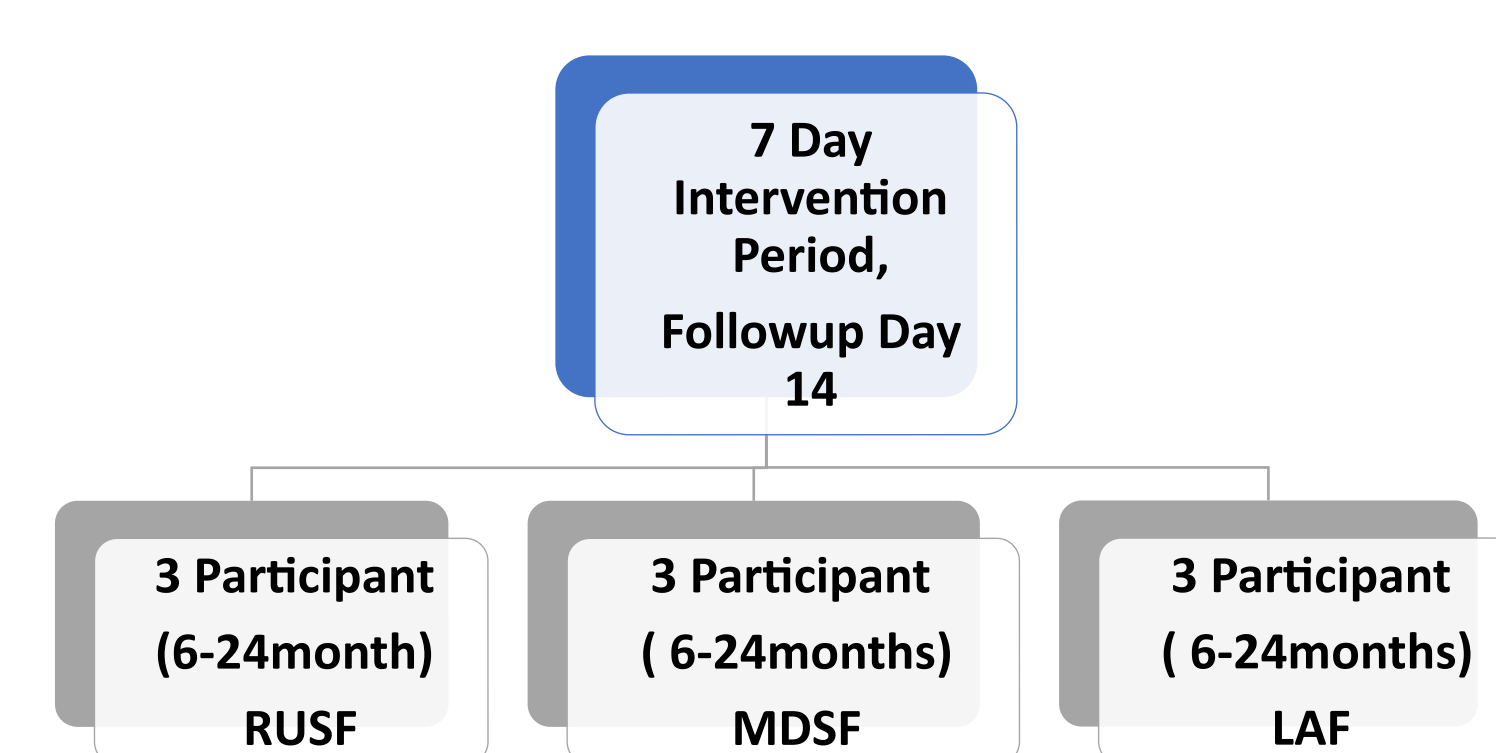 7 Day
Intervention
Period,
Followup Day
14
3 Participant
(6-24month)
RUSF
3 Participant
( 6-24months)
MDSF
3 Participant
( 6-24months)
LAF